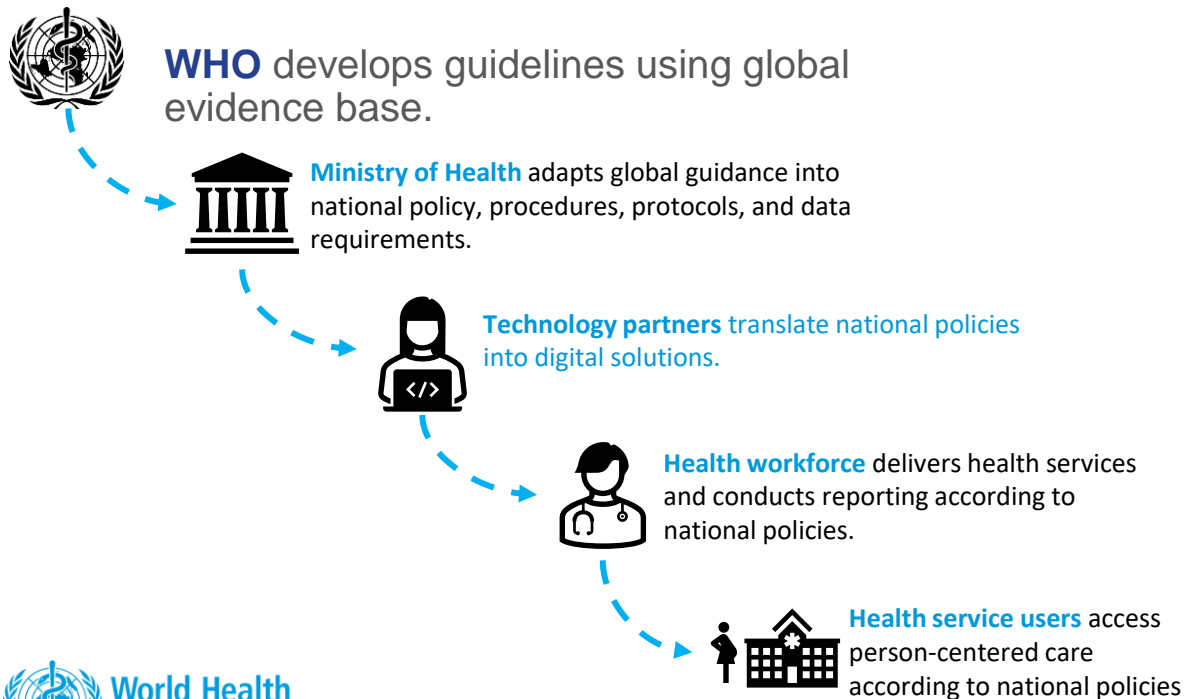 WHO develops guidelines using global
evidence base.
Ministry of Health adapts global guidance into
national policy, procedures, protocols, and data
requirements.
Technology partners translate national policies
into digital solutions.
</>
Health workforce delivers health services
and conducts reporting according to
national policies.
Health service users access
person-centered care
according to national policies
World Health